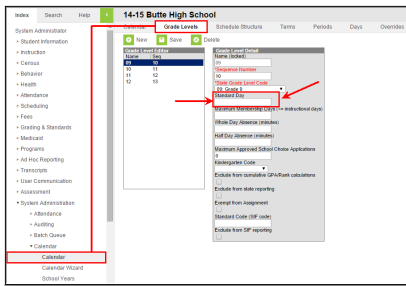 Index Search Help
14-15 Butte High School
Calendar Grade Levels Schedule Structure Terms Periods Days Overrides
New Save Delete
System Administrator
Student Information
Instruction
Census
Behavior
Health
Attendance
Scheduling
Fees
Grading & Standards
Medicaid
Programs
Ad Hoc Reporting
Transcripts
User Communication
Assessment
System Administration
Attendance
Auditing
Batch Queue
Calendar
Calendar
Calendar Wizard
School Years
Grade Level Editor
Name Seq
09 10
10 11
11 12
12 13
Grade Level Detail
Name (locked)
09
*Sequence Number
10
*State Grade Level Code
09: Grade 9
Standard Day
Maximum Membership Days (<= instructional days)
Whole Day Absence (minutes)
Half Day Absence (minutes)
Maximum Approved School Choice Applications
0
Kindergarten Code
Exclude from cumulative GPA/Rank calculations
Exclude from state reporting
Exempt from Assignment
Standard Code (SIF code)
Exclude from SIF reporting